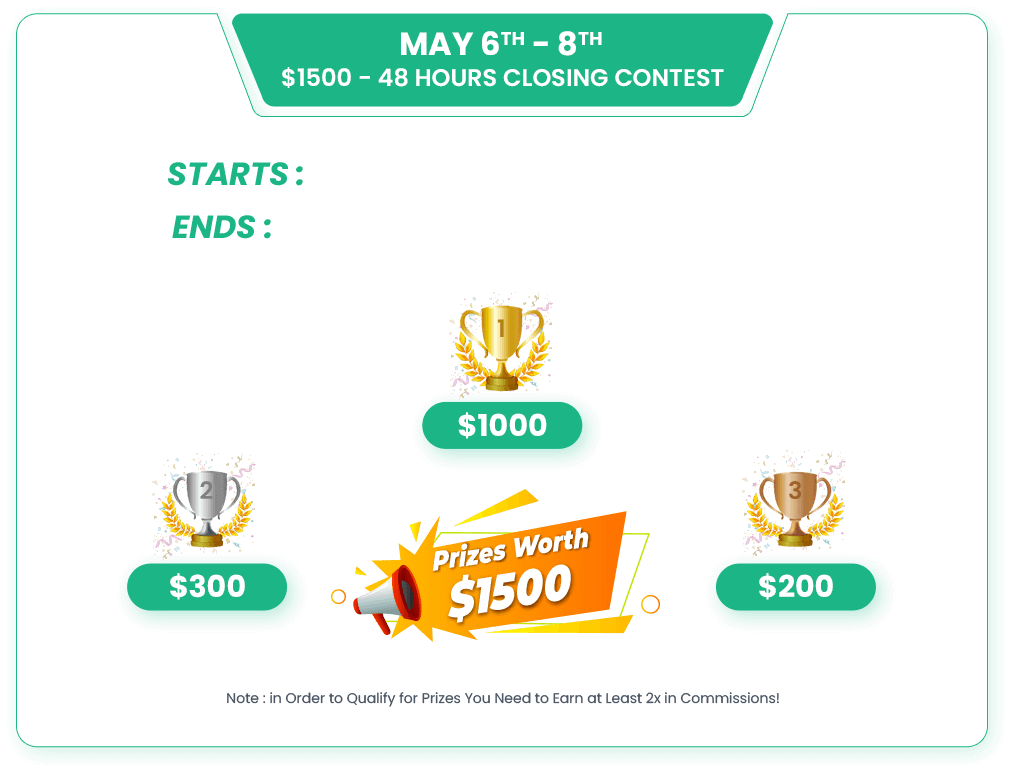 MAY 6TH - 8TH
$1500 - 48 HOURS CLOSING CONTEST
STARTS :
ENDS :
1
$1000
2
3
Prizes Worth
$1500
$300
$200
Note : in Order to Qualify for Prizes You Need to Earn at Least 2x in Commissions!